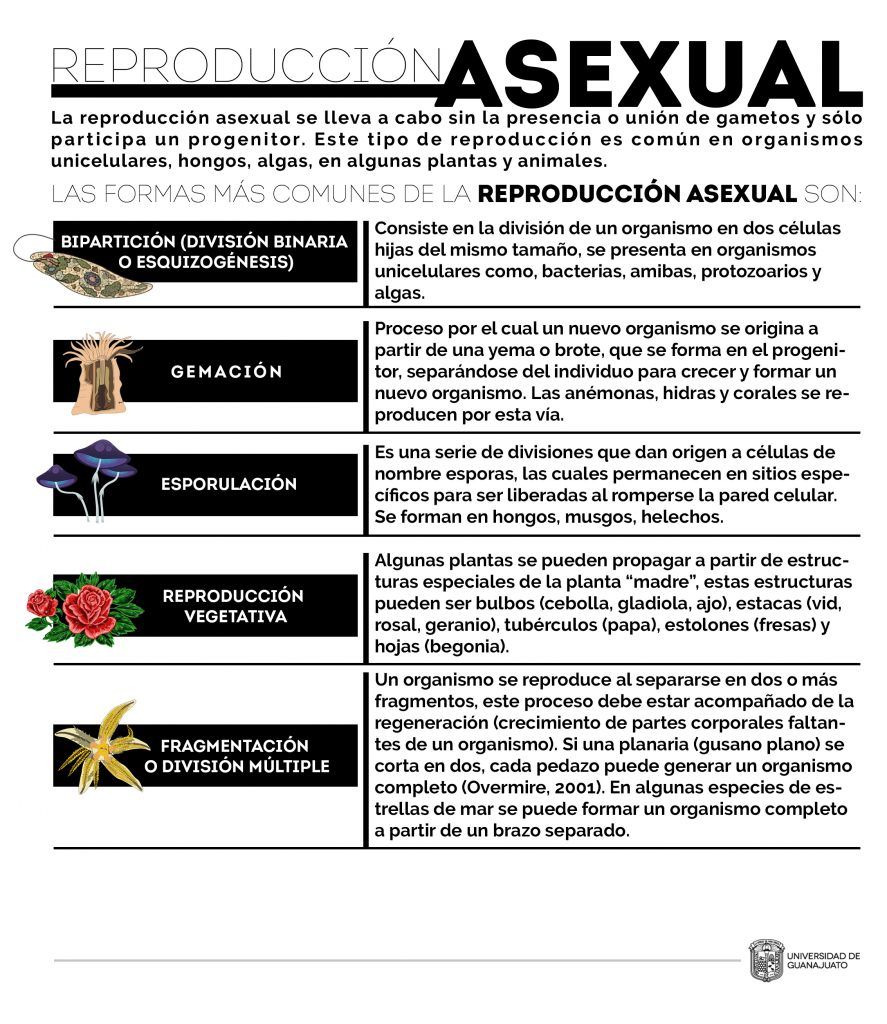 REPRODUCCIÓN ASEXUAL
La reproducción asexual se lleva a cabo sin la presencia o unión de gametos y sólo
participa un progenitor. Este tipo de reproducción es común en organismos
unicelulares, hongos, algas, en algunas plantas y animales.
LAS FORMAS MÁS COMUNES DE LA REPRODUCCIÓN ASEXUAL SON:
BIPARTICIÓN (DIVISIÓN BINARIA
O ESQUIZOGÉNESIS)
Consiste en la división de un organismo en dos células
hijas del mismo tamaño, se presenta en organismos
unicelulares como, bacterias, amibas, protozoarios y
algas.
GEMACIÓN
Proceso por el cual un nuevo organismo se origina a
partir de una yema o brote, que se forma en el progeni-
tor, separándose del individuo para crecer y formar un
nuevo organismo. Las anémonas, hidras y corales se re-
producen por esta vía.
ESPORULACIÓN
Es una serie de divisiones que dan origen a células de
nombre esporas, las cuales permanecen en sitios espe-
cíficos para ser liberadas al romperse la pared celular.
Se forman en hongos, musgos, helechos.
REPRODUCCIÓN
VEGETATIVA
Algunas plantas se pueden propagar a partir de estruc-
turas especiales de la planta “madre”, estas estructuras
pueden ser bulbos (cebolla, gladiola, ajo), estacas (vid,
rosal, geranio), tubérculos (papa), estolones (fresas) y
hojas (begonia).
FRAGMENTACIÓN
O DIVISIÓN MÚLTIPLE
Un organismo se reproduce al separarse en dos o más
fragmentos, este proceso debe estar acompañado de la
regeneración (crecimiento de partes corporales faltan-
tes de un organismo). Si una planaria (gusano plano) se
corta en dos, cada pedazo puede generar un organismo
completo (Overmire, 2001). En algunas especies de es-
trellas de mar se puede formar un organismo completo
a partir de un brazo separado.
UNIVERSIDAD DE
GUANAJUATO